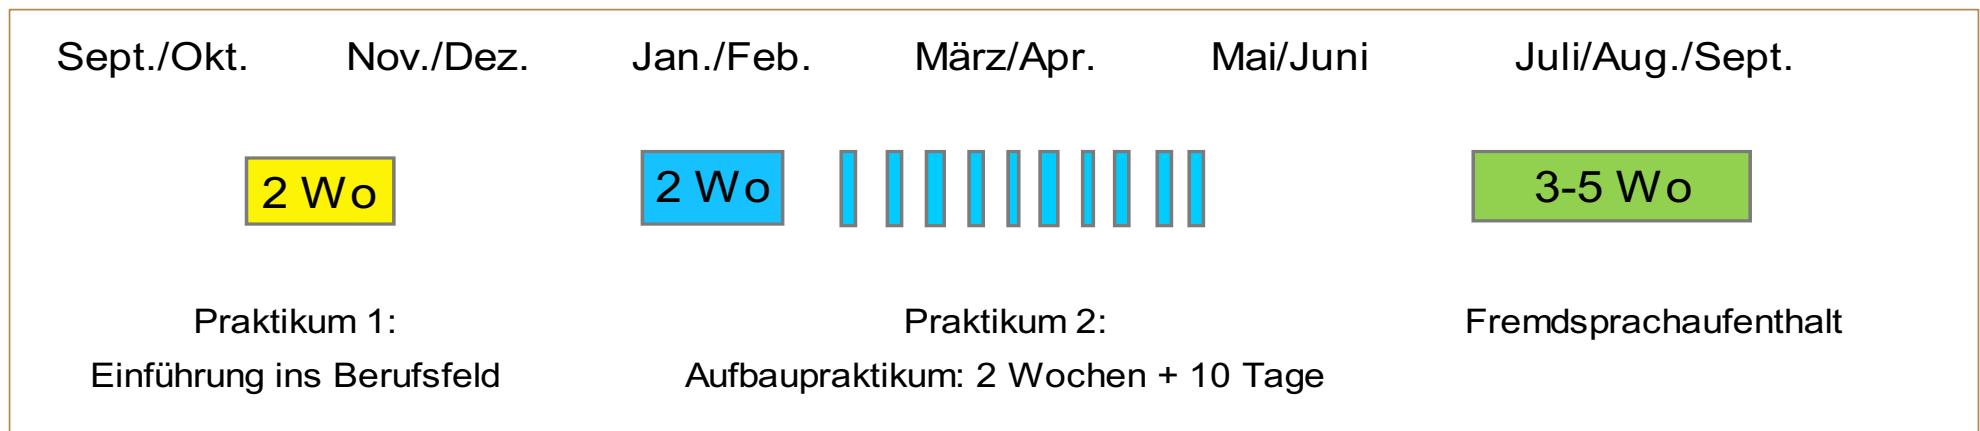 Sept./Okt. Nov./Dez. Jan./Feb. März/Apr. Mai/Juni Juli/Aug./Sept.
2 Wo 2 Wo 3-5 Wo
Praktikum 1: Praktikum 2: Fremdsprachaufenthalt
Einführung ins Berufsfeld Aufbaupraktikum: 2 Wochen + 10 Tage